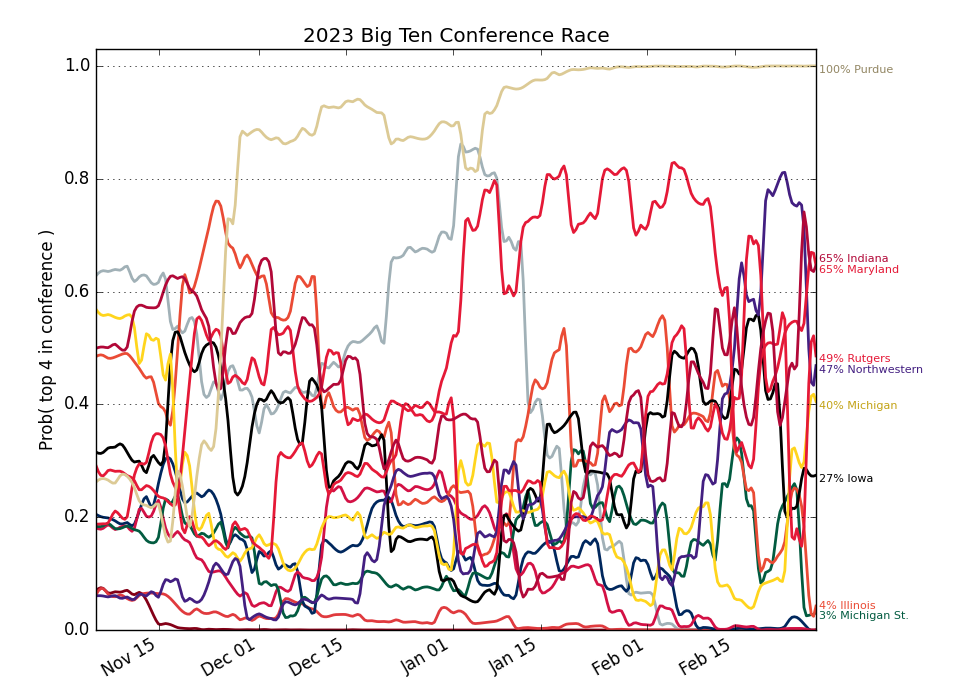 2023 Big Ten Conference Race
Prob( top 4 in conference )
1.0
0.8
0.6
0.4
0.2
0.0
Nov 15
Dec 01
Dec 15
Jan 01
Jan 15
Feb 01
Feb 15
100% Purdue
65% Indiana
65% Maryland
49% Rutgers
47% Northwestern
40% Michigan
27% Iowa
4% Illinois
3% Michigan St.